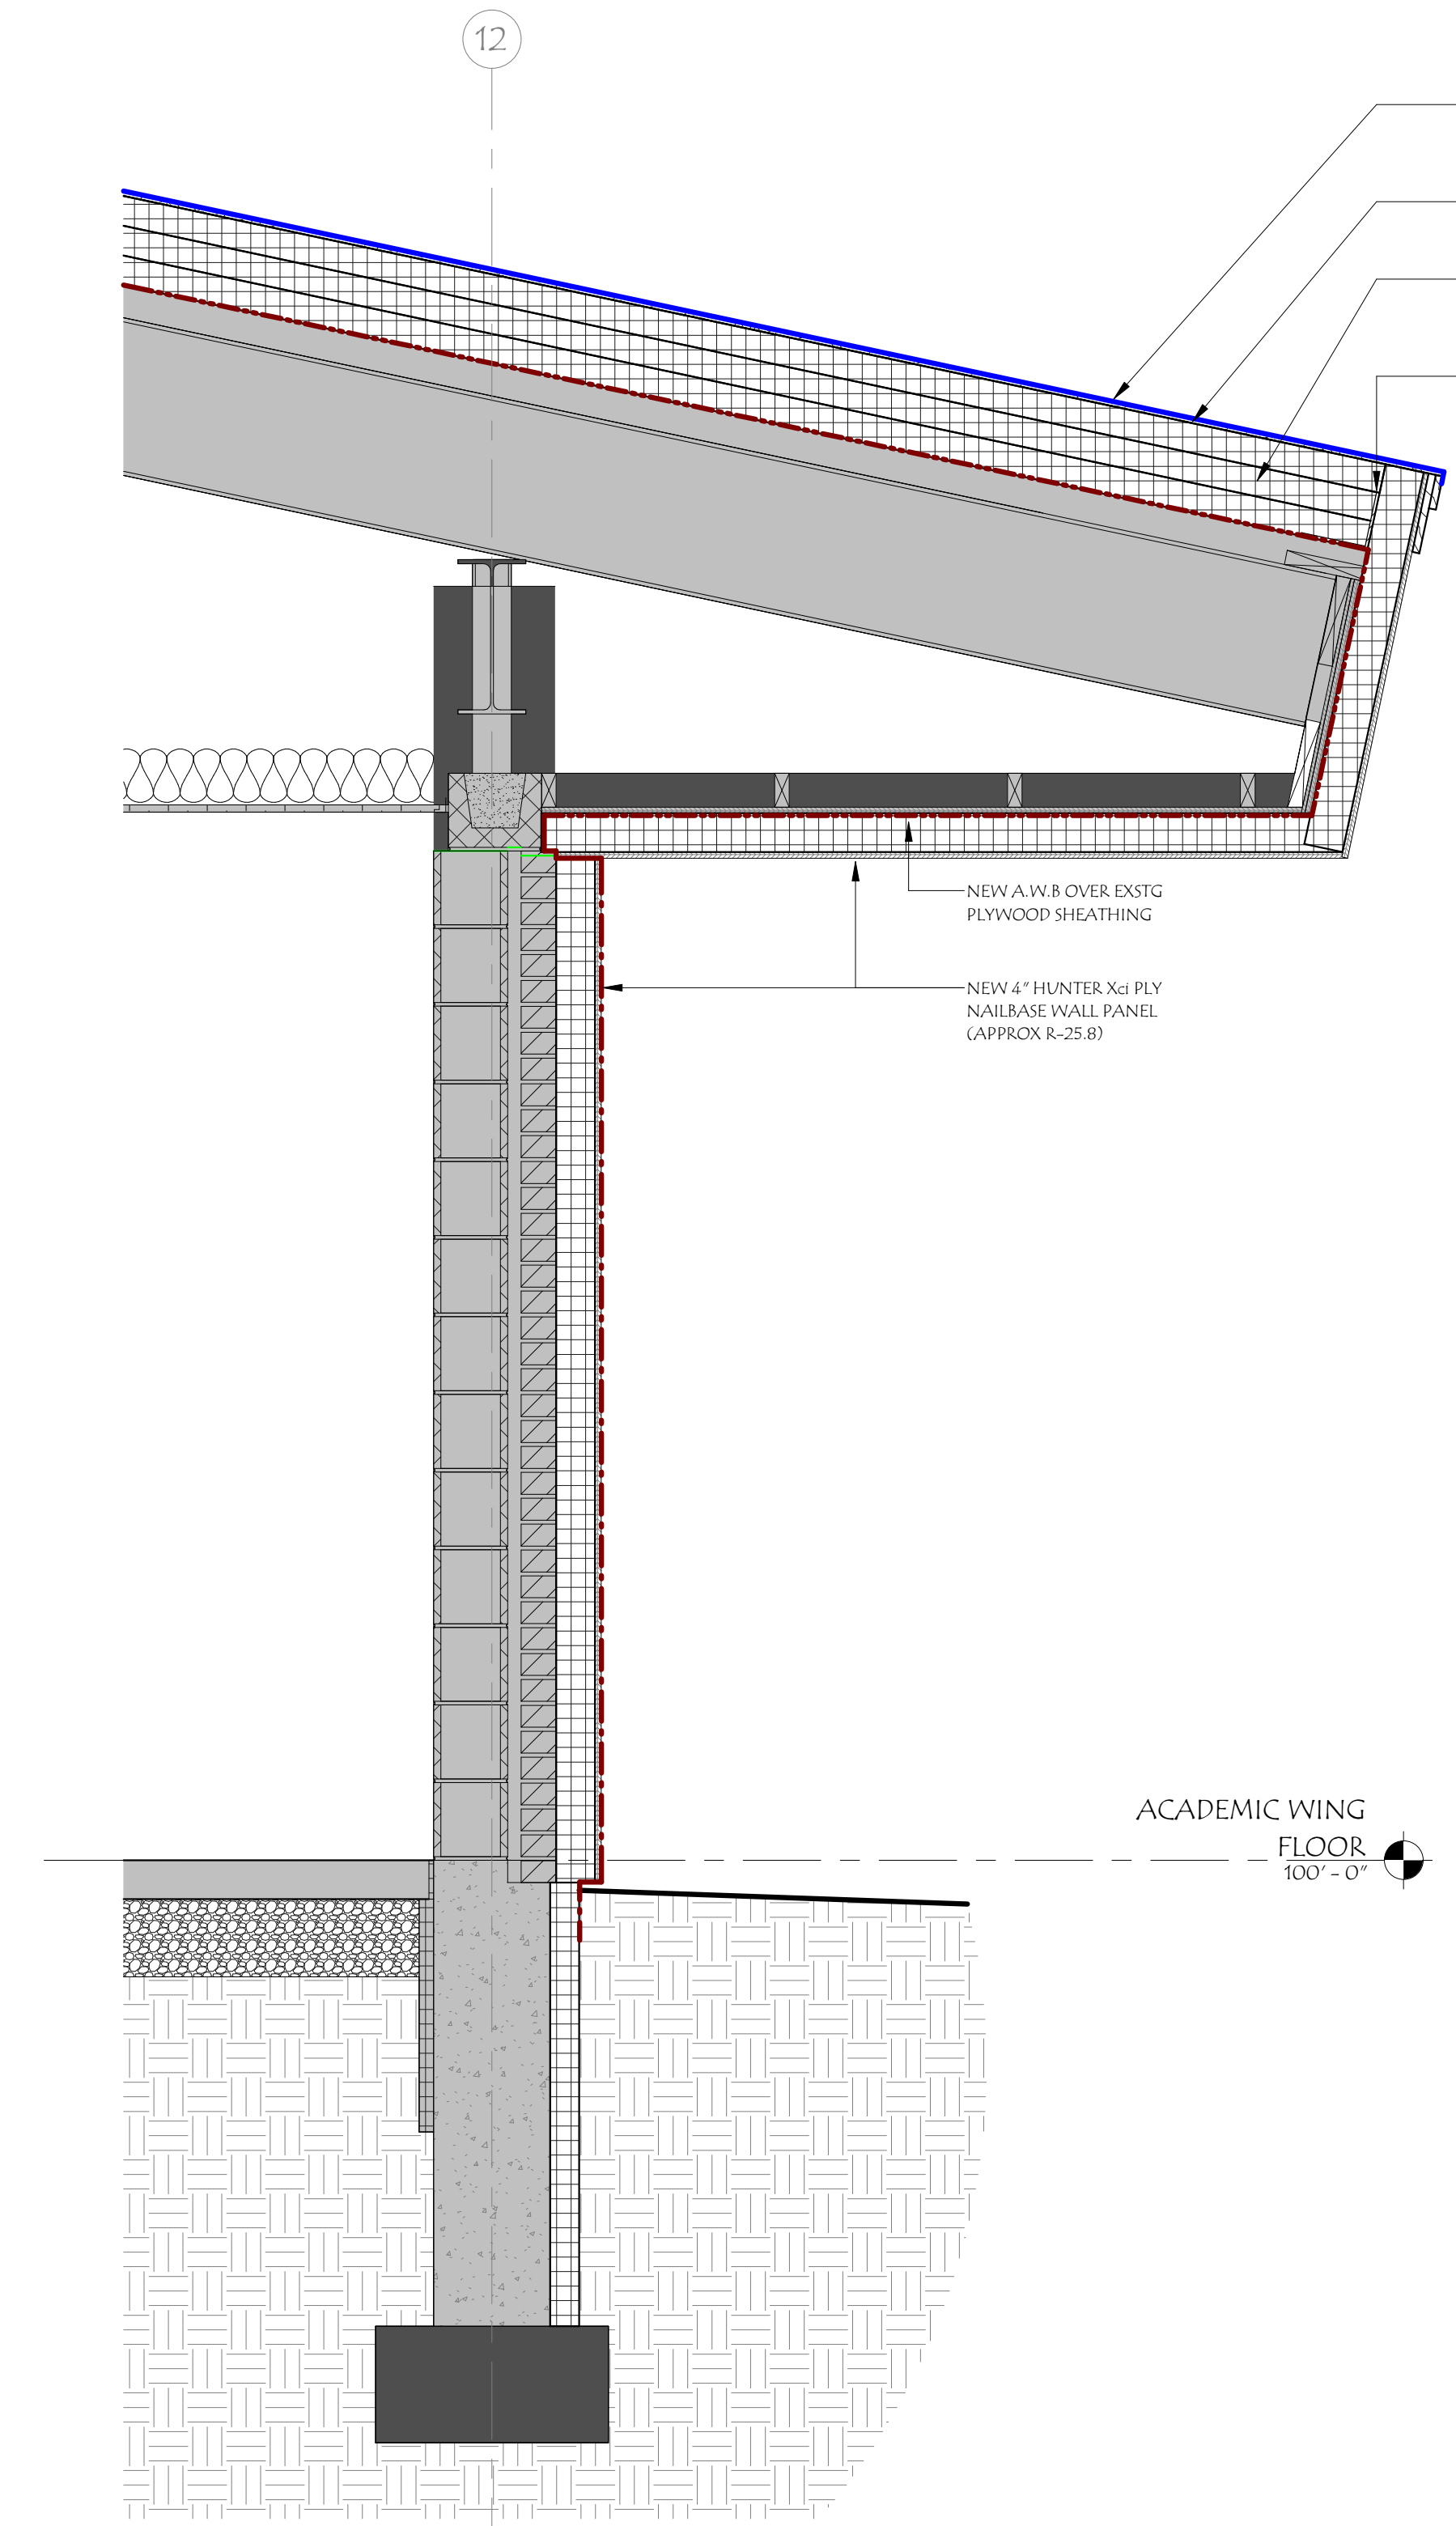 12
NEW A.W.B OVER EXSTG
PLYWOOD SHEATHING
NEW 4" HUNTER Xci PLY
NAILBASE WALL PANEL
(APPROX R-25.8)
ACADEMIC WING
FLOOR
100' - 0"